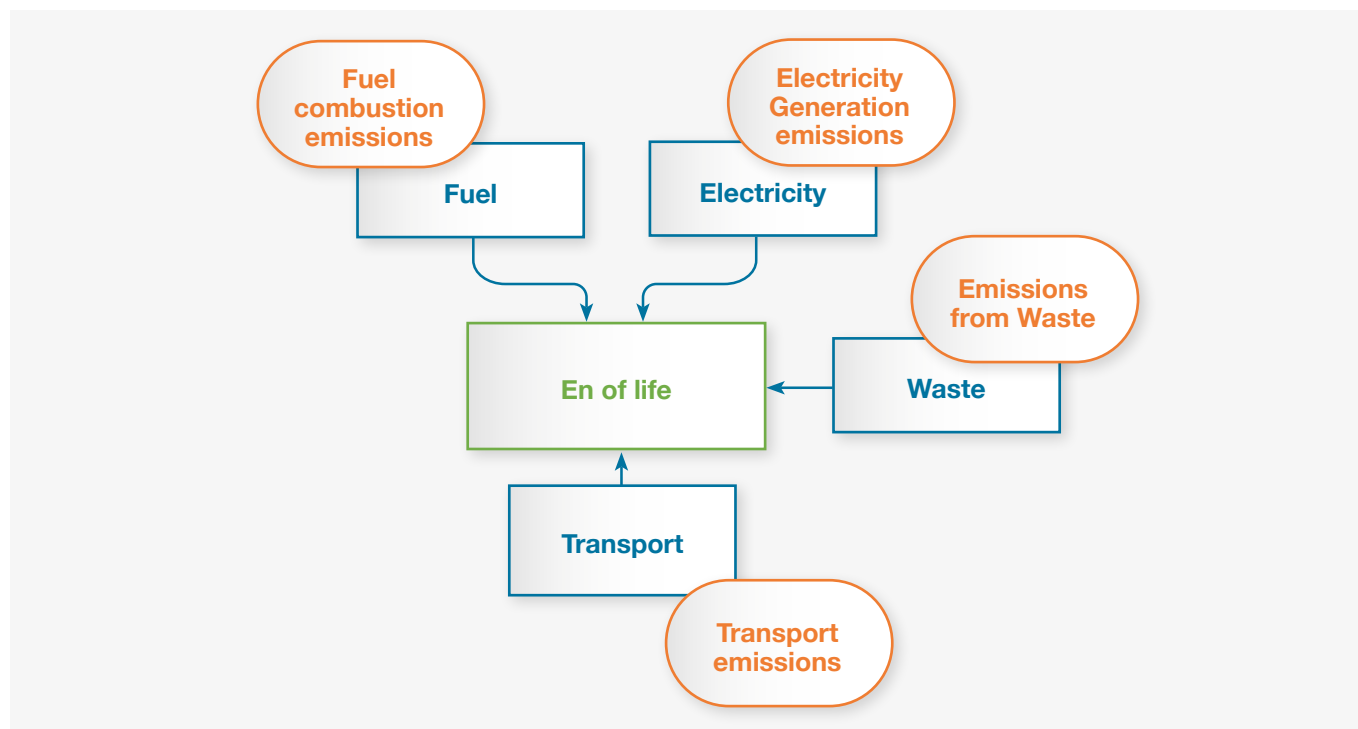 Fuel
combustion
emissions
Fuel
Electricity
Generation
emissions
Electricity
Emissions
from Waste
Waste
En of life
Transport
Transport
emissions